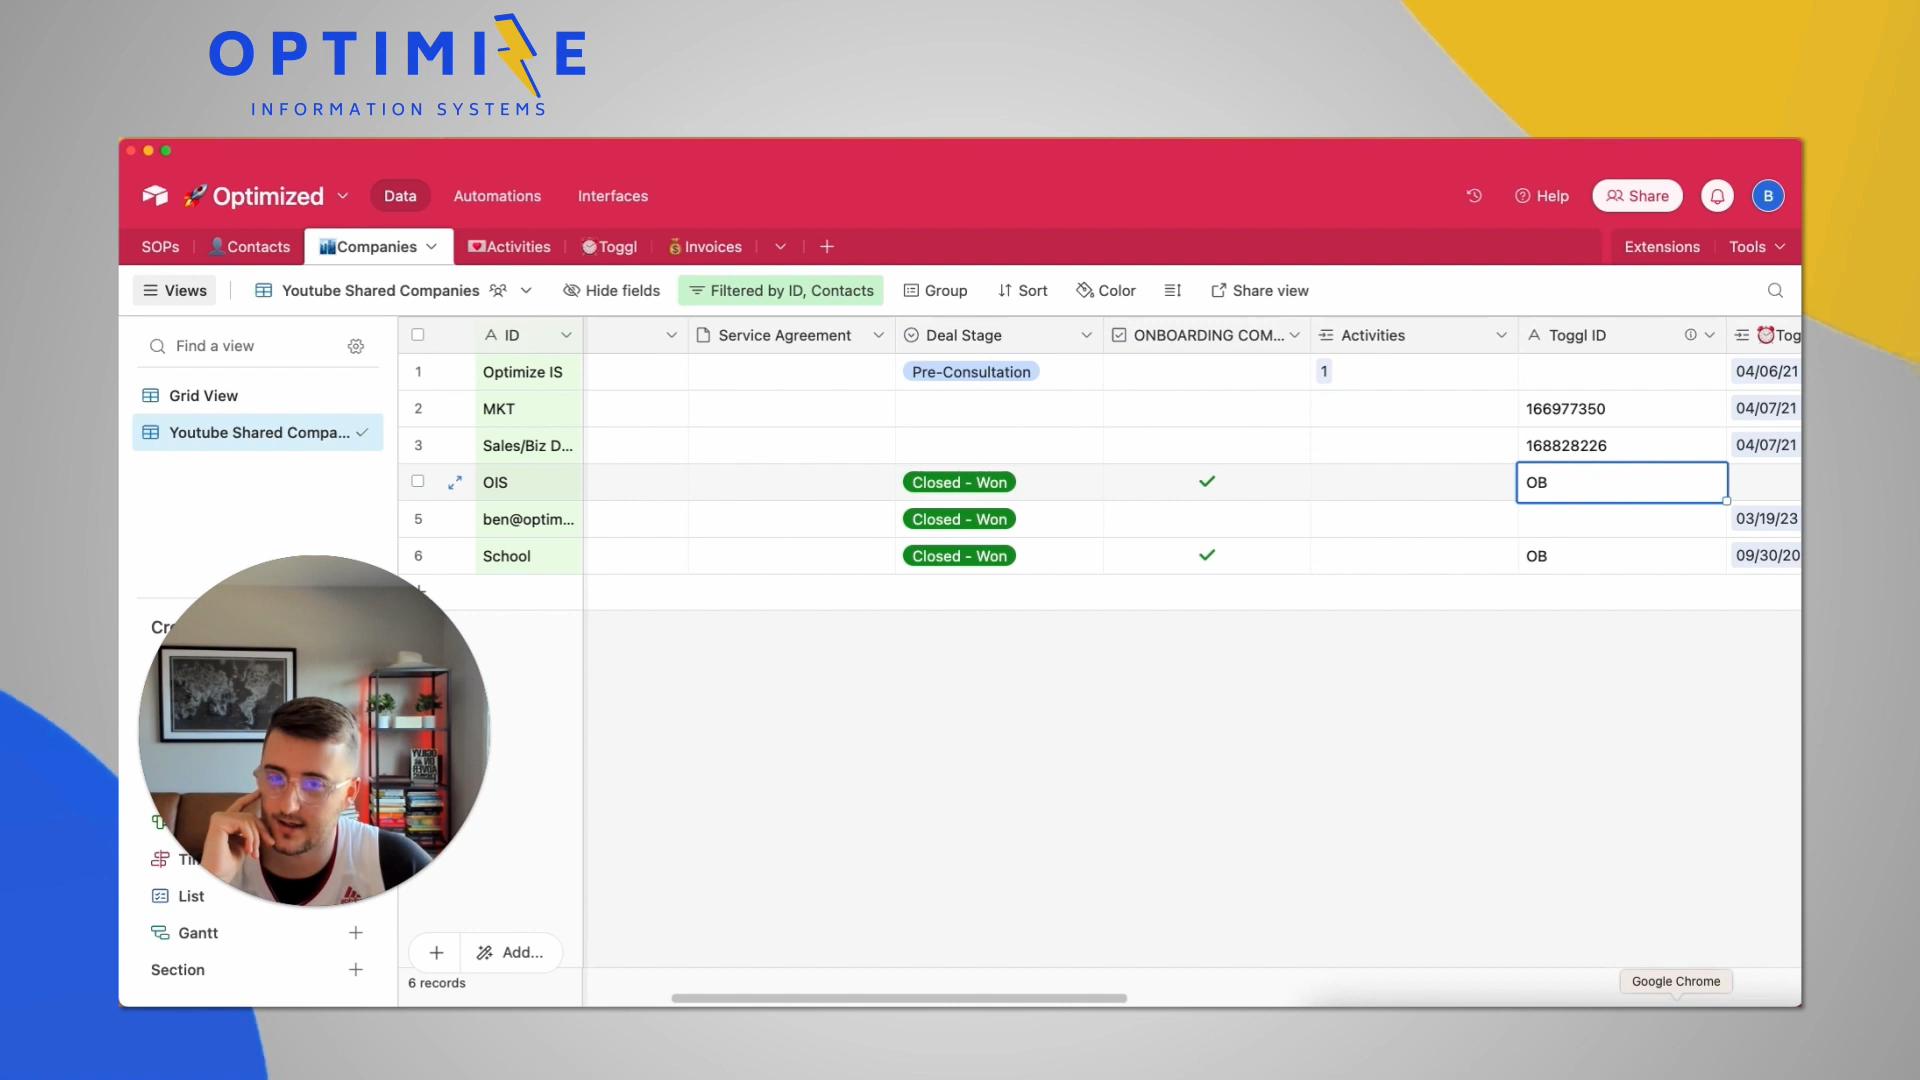 OPTIMIZE
INFORMATION SYSTEMS
Optimized
Data
Automations
Interfaces
Help
Share
B
SOPs
Contacts
Companies
Activities
Toggl
Invoices
Extensions
Tools
Views
Youtube Shared Companies
Hide fields
Filtered by ID, Contacts
Group
Sort
Color
Share view
Find a view
Grid View
Youtube Shared Compa...
ID
Service Agreement
Deal Stage
ONBOARDING COM...
Activities
Toggl ID
Tog
1 Optimize IS Pre-Consultation 1 04/06/21
2 MKT 166977350 04/07/21
3 Sales/Biz D... 168828226 04/07/21
OIS Closed - Won OB
5 ben@optim... Closed - Won 03/19/23
6 School Closed - Won OB 09/30/20
List
Gantt
Section
Add...
6 records
Google Chrome